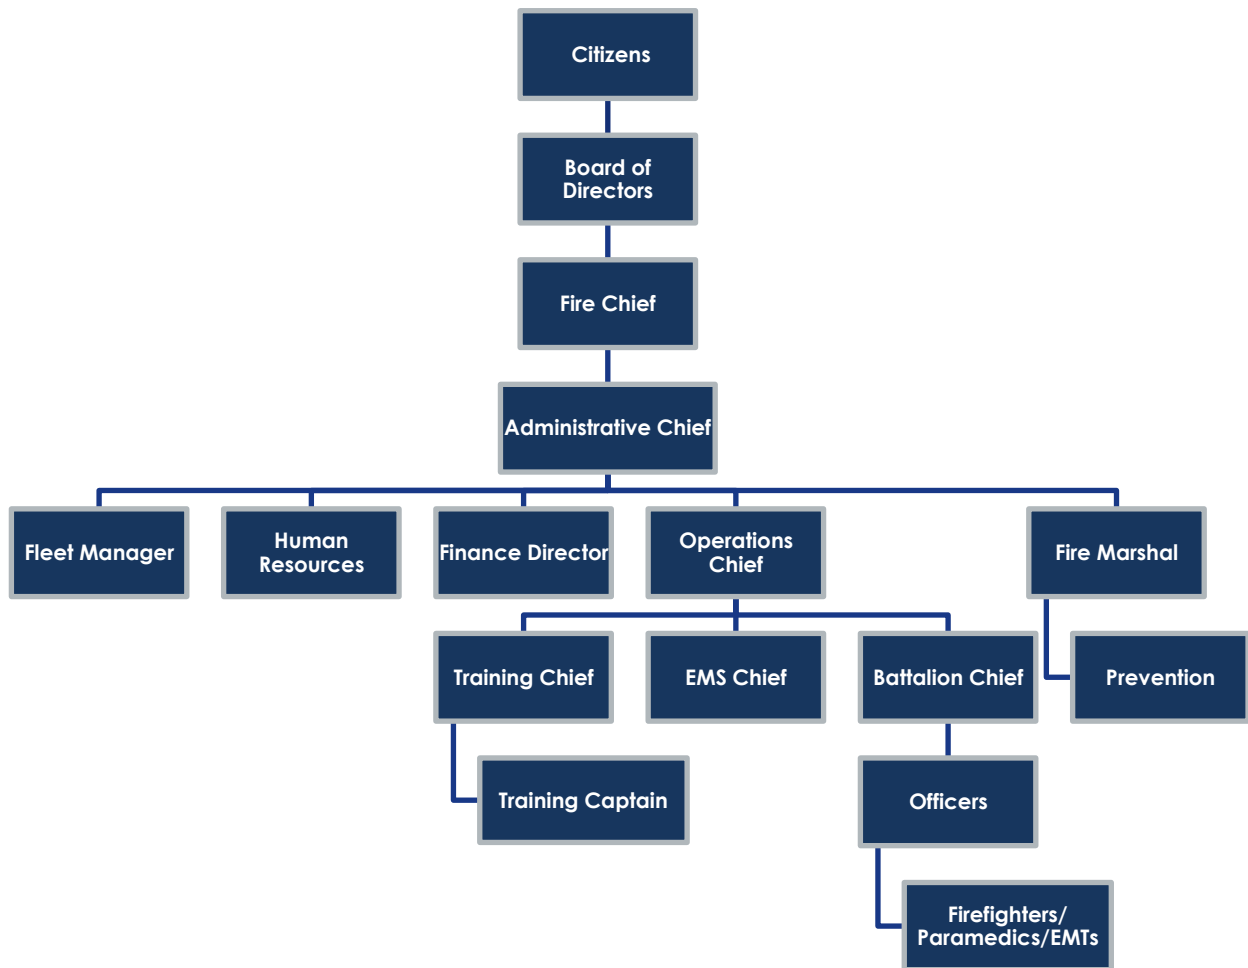 Citizens
Board of
Directors
Fire Chief
Administrative Chief
Fleet Manager
Human
Resources
Finance Director
Operations
Chief
Fire Marshal
Training Chief
EMS Chief
Battalion Chief
Prevention
Training Captain
Officers
Firefighters/
Paramedics/EMTs